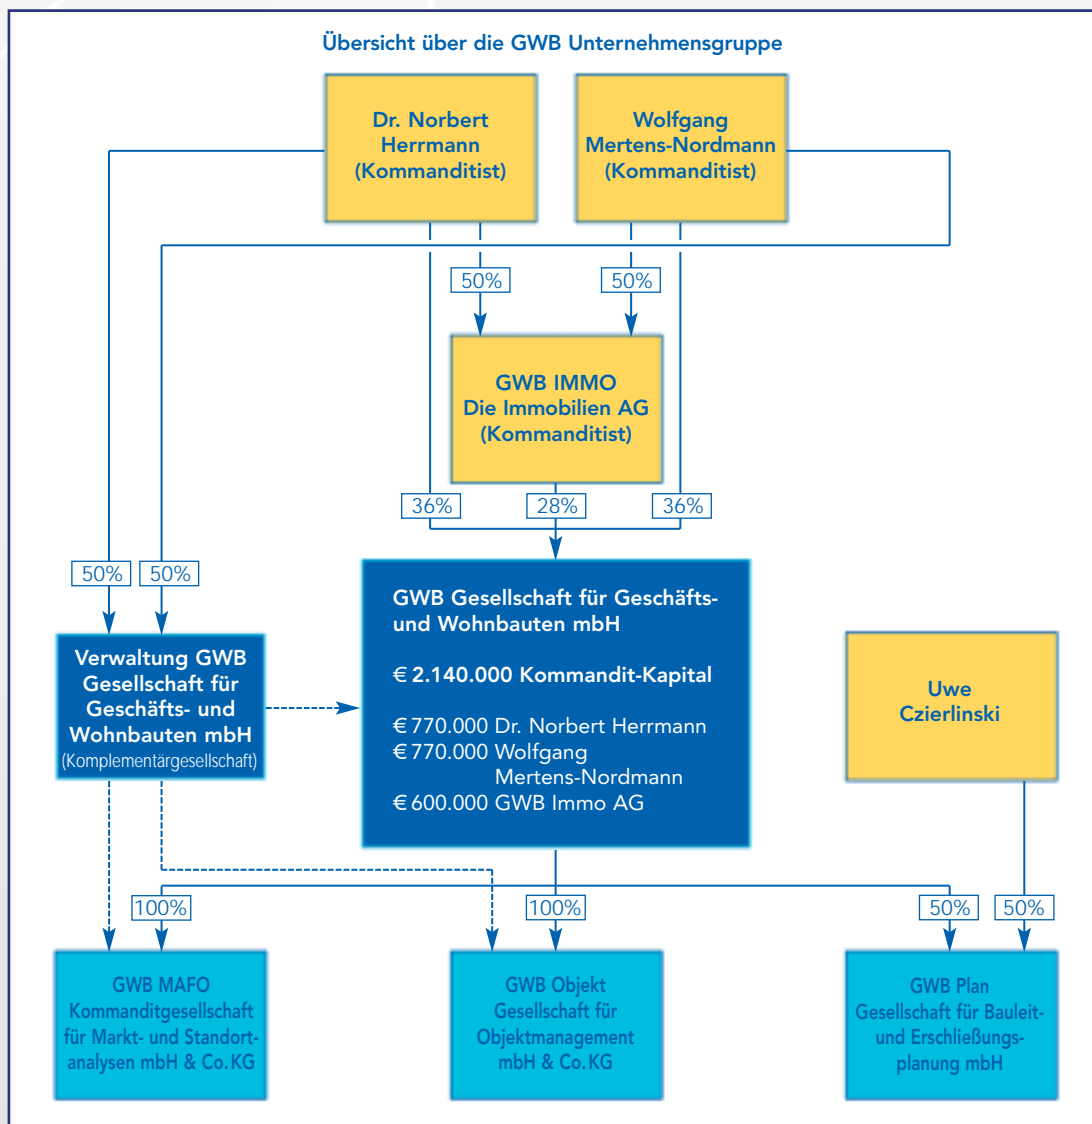 Übersicht über die GWB Unternehmensgruppe
Dr. Norbert
Herrmann
(Kommanditist)
Wolfgang
Mertens-Nordmann
(Kommanditist)
50%
50%
GWB IMMO
Die Immobilien AG
(Kommanditist)
36%
28%
36%
50%
50%
Verwaltung GWB
Gesellschaft für
Geschäfts- und
Wohnbauten mbH
(Komplementärgesellschaft)
GWB Gesellschaft für Geschäfts-
und Wohnbauten mbH
€ 2.140.000 Kommandit-Kapital
€ 770.000 Dr. Norbert Herrmann
€ 770.000 Wolfgang
Mertens-Nordmann
€ 600.000 GWB Immo AG
Uwe
Czierlinski
100%
100%
50%
50%
GWB MAFO
Kommanditgesellschaft
für Markt- und Standort-
analysen mbH & Co. KG
GWB Objekt
Gesellschaft für
Objektmanagement
mbH & Co. KG
GWB Plan
Gesellschaft für Bauleit-
und Erschließungs-
planung mbH